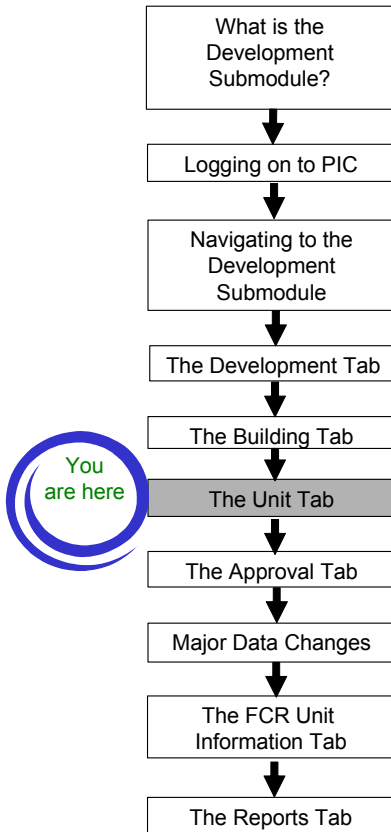 What is the
Development
Submodule?
Logging on to PIC
Navigating to the
Development
Submodule
The Development Tab
The Building Tab
You
are here
The Unit Tab
The Approval Tab
Major Data Changes
The FCR Unit
Information Tab
The Reports Tab